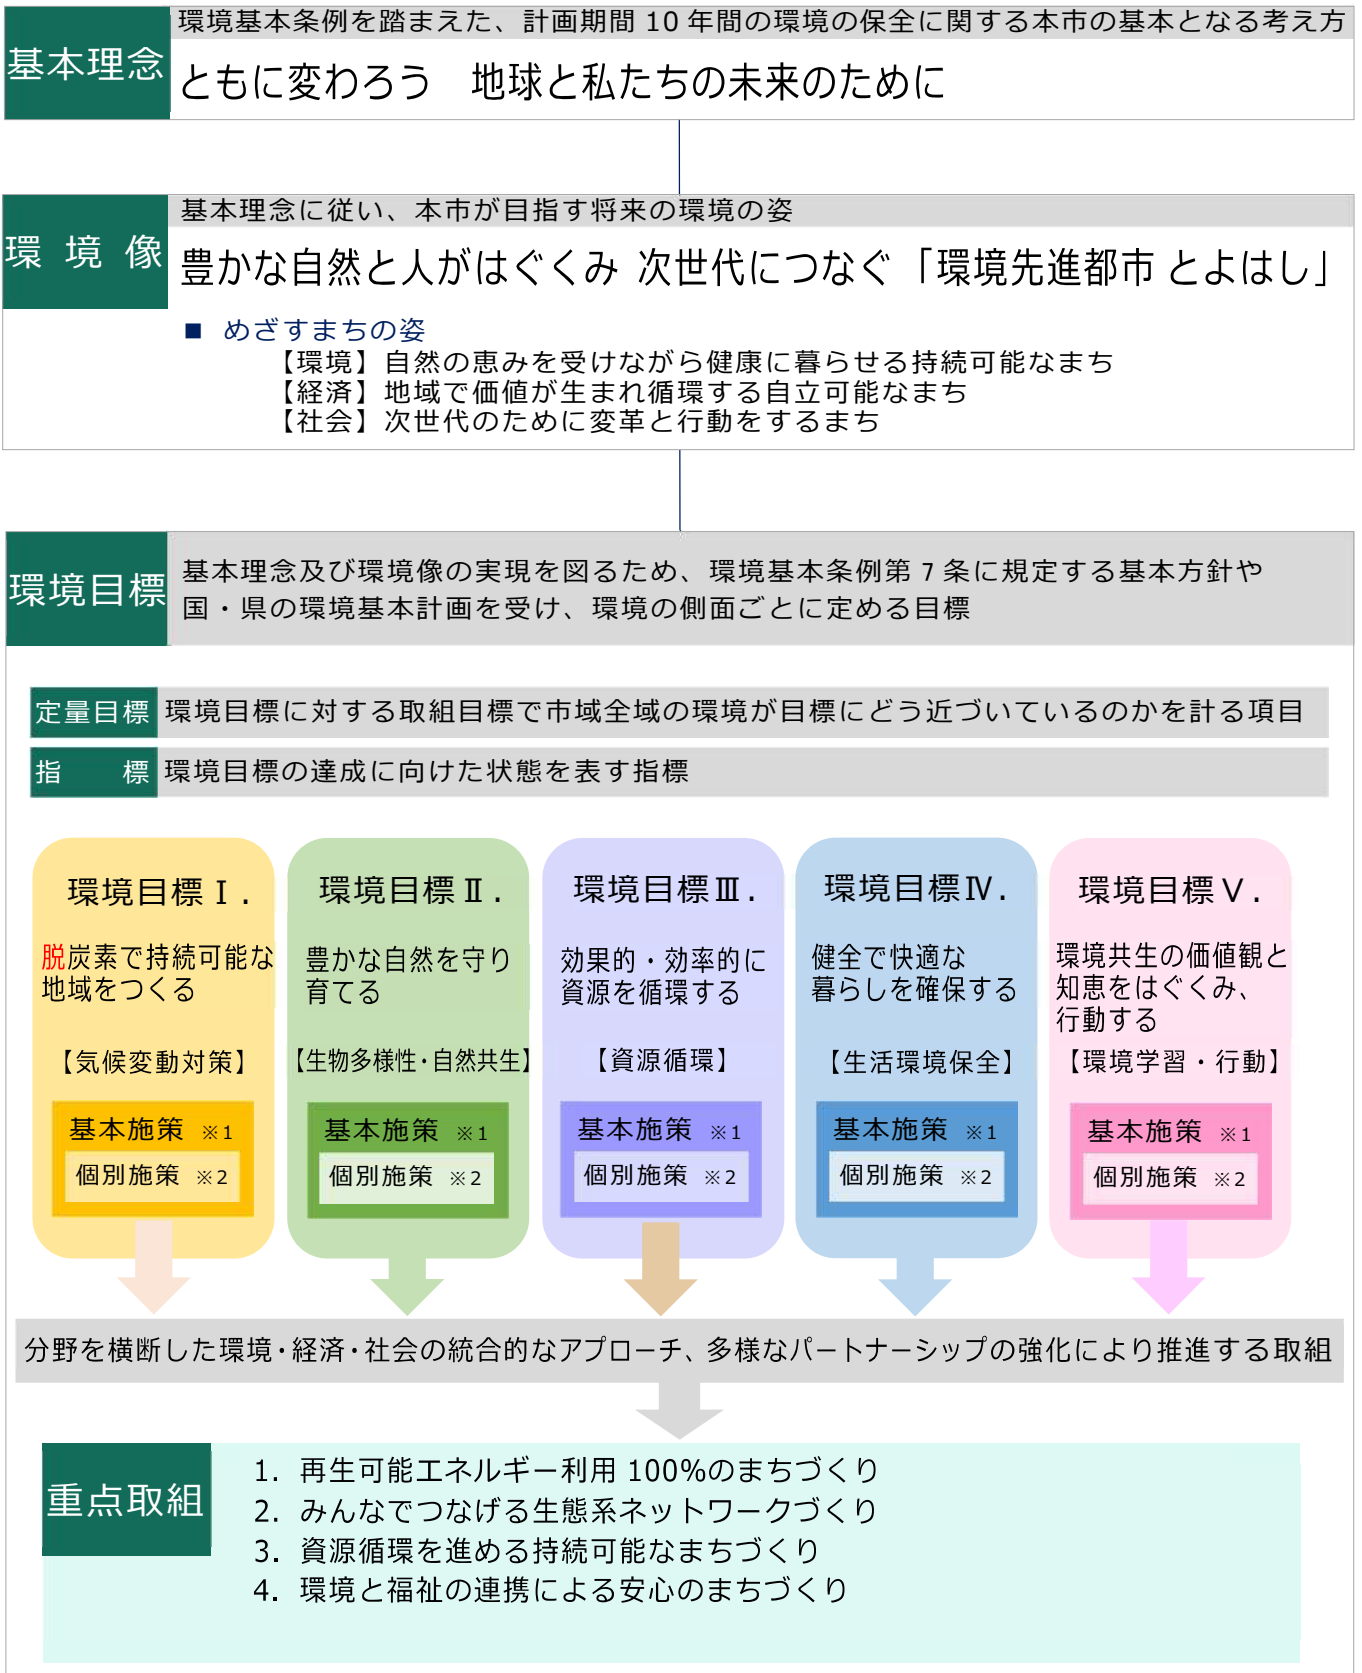 環境基本条例を踏まえた、計画期間 10 年間の環境の保全に関する本市の基本となる考え方
基本理念
ともに変わろう　地球と私たちの未来のために
基本理念に従い、本市が目指す将来の環境の姿
環 境 像
豊かな自然と人がはぐくみ 次世代につなぐ「環境先進都市 とよはし」
■ めざすまちの姿
【環境】自然の恵みを受けながら健康に暮らせる持続可能なまち
【経済】地域で価値が生まれ循環する自立可能なまち
【社会】次世代のために変革と行動をするまち
環境目標
基本理念及び環境像の実現を図るため、環境基本条例第 7 条に規定する基本方針や
国・県の環境基本計画を受け、環境の側面ごとに定める目標
定量目標 環境目標に対する取組目標で市域全域の環境が目標にどう近づいているのかを計る項目
指　　標 環境目標の達成に向けた状態を表す指標
環境目標Ⅰ.
脱炭素で持続可能な
地域をつくる
【気候変動対策】
基本施策 ※1
個別施策 ※2
環境目標Ⅱ.
豊かな自然を守り
育てる
【生物多様性・自然共生】
基本施策 ※1
個別施策 ※2
環境目標Ⅲ.
効果的・効率的に
資源を循環する
【資源循環】
基本施策 ※1
個別施策 ※2
環境目標Ⅳ.
健全で快適な
暮らしを確保する
【生活環境保全】
基本施策 ※1
個別施策 ※2
環境目標Ⅴ.
環境共生の価値観と
知恵をはぐくみ、
行動する
【環境学習・行動】
基本施策 ※1
個別施策 ※2
分野を横断した環境・経済・社会の統合的なアプローチ、多様なパートナーシップの強化により推進する取組
重点取組
1. 再生可能エネルギー利用 100%のまちづくり
2. みんなでつなげる生態系ネットワークづくり
3. 資源循環を進める持続可能なまちづくり
4. 環境と福祉の連携による安心のまちづくり